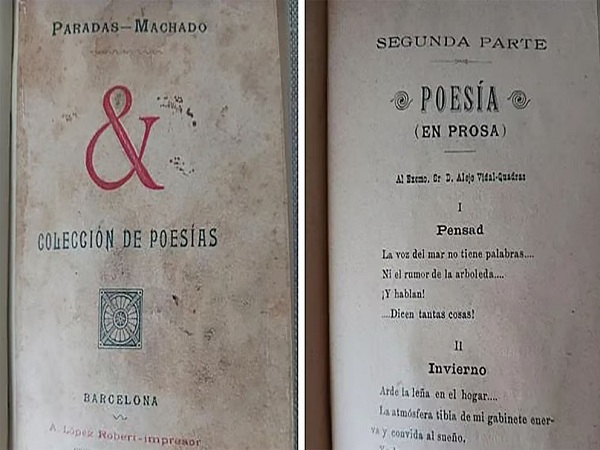 PARADAS-MACHADO
&
COLECCIÓN DE POESÍAS
BARCELONA
A. López Robert-impresor
SEGUNDA PARTE
POESÍA
(EN PROSA)
Al Excmo. Sr D. Alejo Vidal-Quadras
I
Pensad
La voz del mar no tiene palabras....
Ni el rumor de la arboleda....
¡Y hablan!
....Dicen tantas cosas!
II
Invierno
Arde la leña en el hogar....
La atmósfera tibia de mi gabinete ener-
va y convida al sueño.